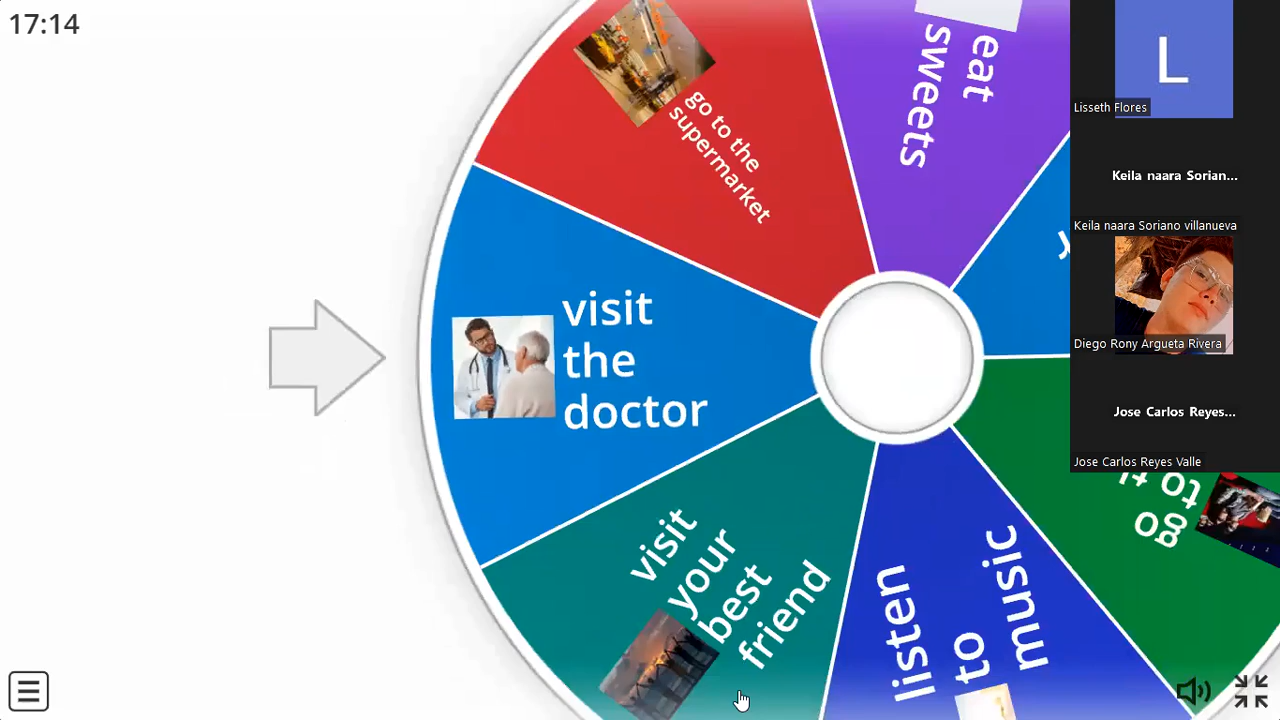 17:14
eat
sweets
go to the
supermarket
visit
the
doctor
visit
your
best
friend
listen
to
music
go
L
Lisseth Flores
Keila naara Sorian...
Keila naara Soriano villanueva
Diego Rony Argueta Rivera
Jose Carlos Reyes...
Jose Carlos Reyes Valle